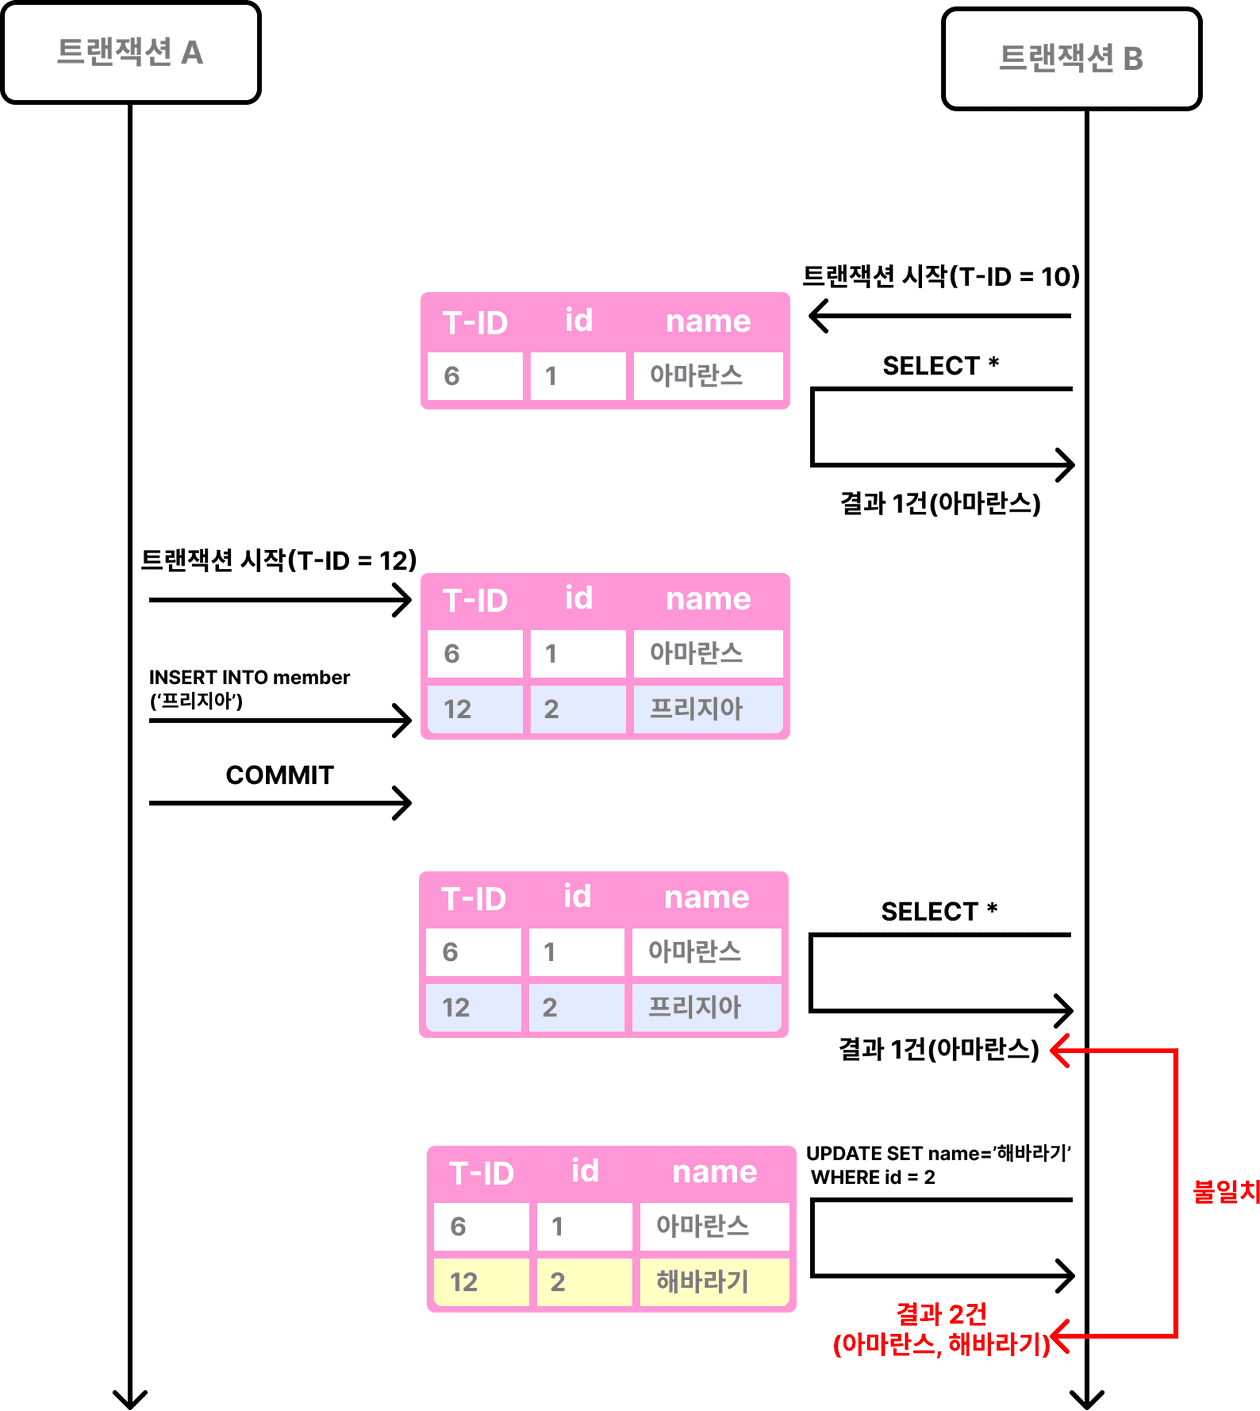 트랜잭션 A
트랜잭션 B
트랜잭션 시작(T-ID = 10)
T-ID id name
6 1 아마란스
SELECT *
결과 1건(아마란스)
트랜잭션 시작(T-ID = 12)
T-ID id name
6 1 아마란스
12 2 프리지아
INSERT INTO member
(‘프리지아’)
COMMIT
T-ID id name
6 1 아마란스
12 2 프리지아
SELECT *
결과 1건(아마란스)
UPDATE SET name=’해바라기’
WHERE id = 2
T-ID id name
6 1 아마란스
12 2 해바라기
불일치
결과 2건
(아마란스, 해바라기)